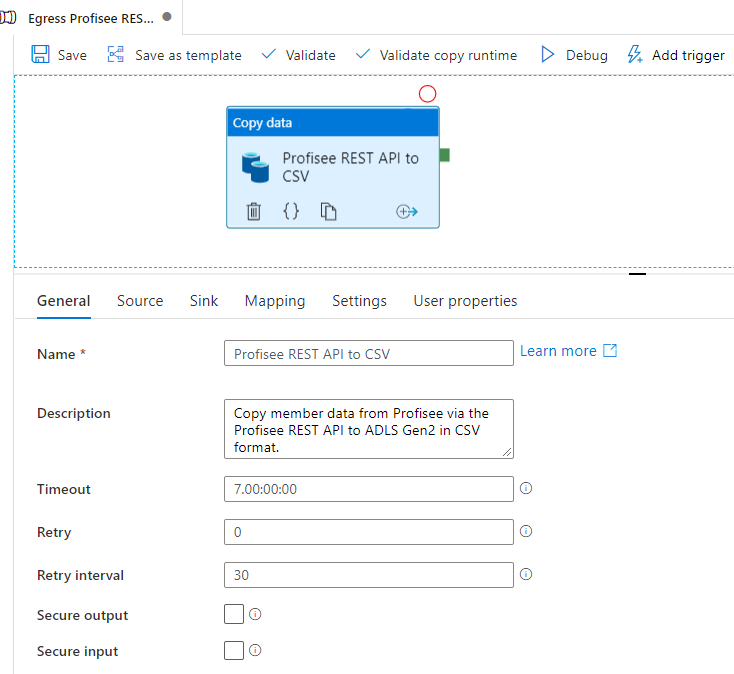 Egress Profisee RES...
Save
Save as template
Validate
Validate copy runtime
Debug
Add trigger
Copy data
Profisee REST API to
CSV
{}
General
Source
Sink
Mapping
Settings
User properties
Name *
Profisee REST API to CSV
Learn more
Description
Copy member data from Profisee via the
Profisee REST API to ADLS Gen2 in CSV
format.
Timeout
7.00:00:00
Retry
0
Retry interval
30
Secure output
Secure input